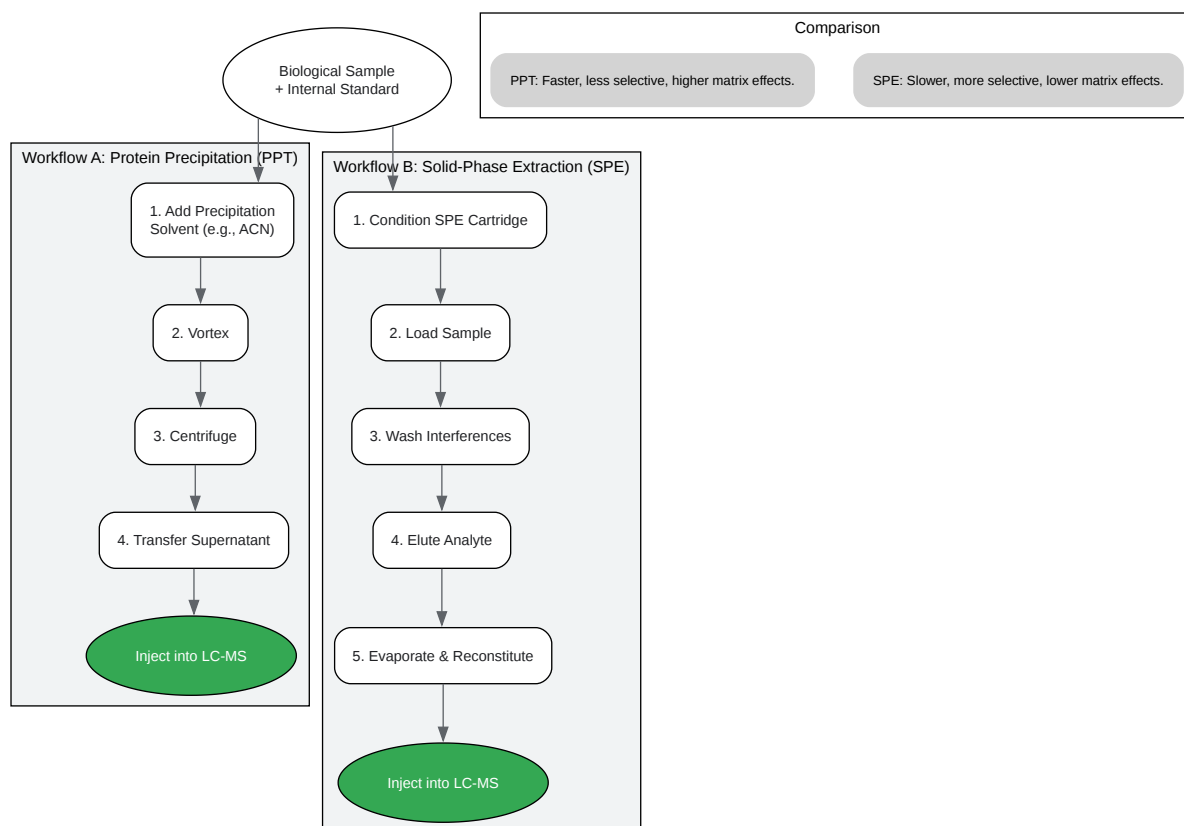 Comparison
PPT: Faster, less selective, higher matrix effects.
SPE: Slower, more selective, lower matrix effects.
Biological Sample
+ Internal Standard
Workflow A: Protein Precipitation (PPT)
1. Add Precipitation
Solvent (e.g., ACN)
2. Vortex
3. Centrifuge
4. Transfer Supernatant
Inject into LC-MS
Workflow B: Solid-Phase Extraction (SPE)
1. Condition SPE Cartridge
2. Load Sample
3. Wash Interferences
4. Elute Analyte
5. Evaporate & Reconstitute
Inject into LC-MS